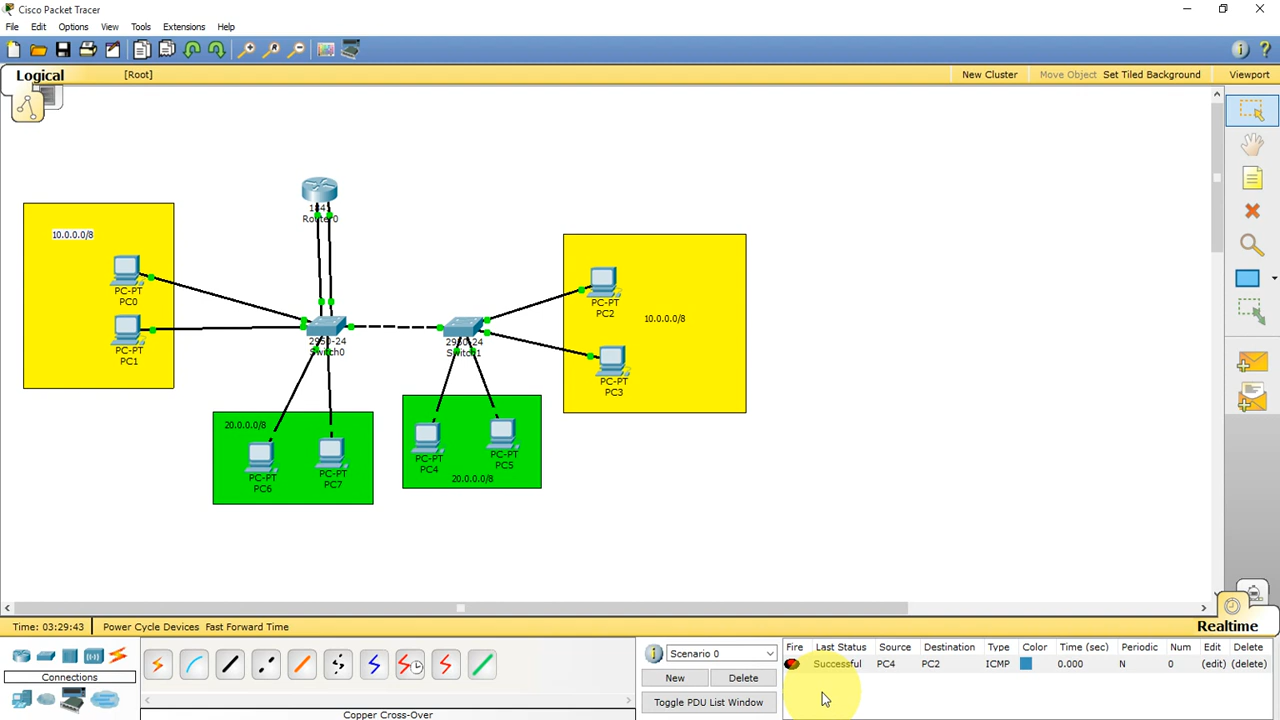 Cisco Packet Tracer
File Edit Options View Tools Extensions Help
Logical
[Root]
New Cluster
Move Object
Set Tiled Background
Viewport
Router0
10.0.0.0/8
PC-PT
PC0
PC-PT
PC1
2950-24
Switch0
2950-24
Switch1
PC-PT
PC2
10.0.0.0/8
PC-PT
PC3
20.0.0.0/8
PC-PT
PC6
PC-PT
PC7
PC-PT
PC4
PC-PT
PC5
20.0.0.0/8
Time: 03:29:43
Power Cycle Devices Fast Forward Time
Realtime
Connections
Copper Cross-Over
Scenario 0
New
Delete
Toggle PDU List Window
Fire Last Status Source Destination Type Color Time (sec) Periodic Num Edit Delete
Successful PC4 PC2 ICMP 0.000 N 0 (edit) (delete)